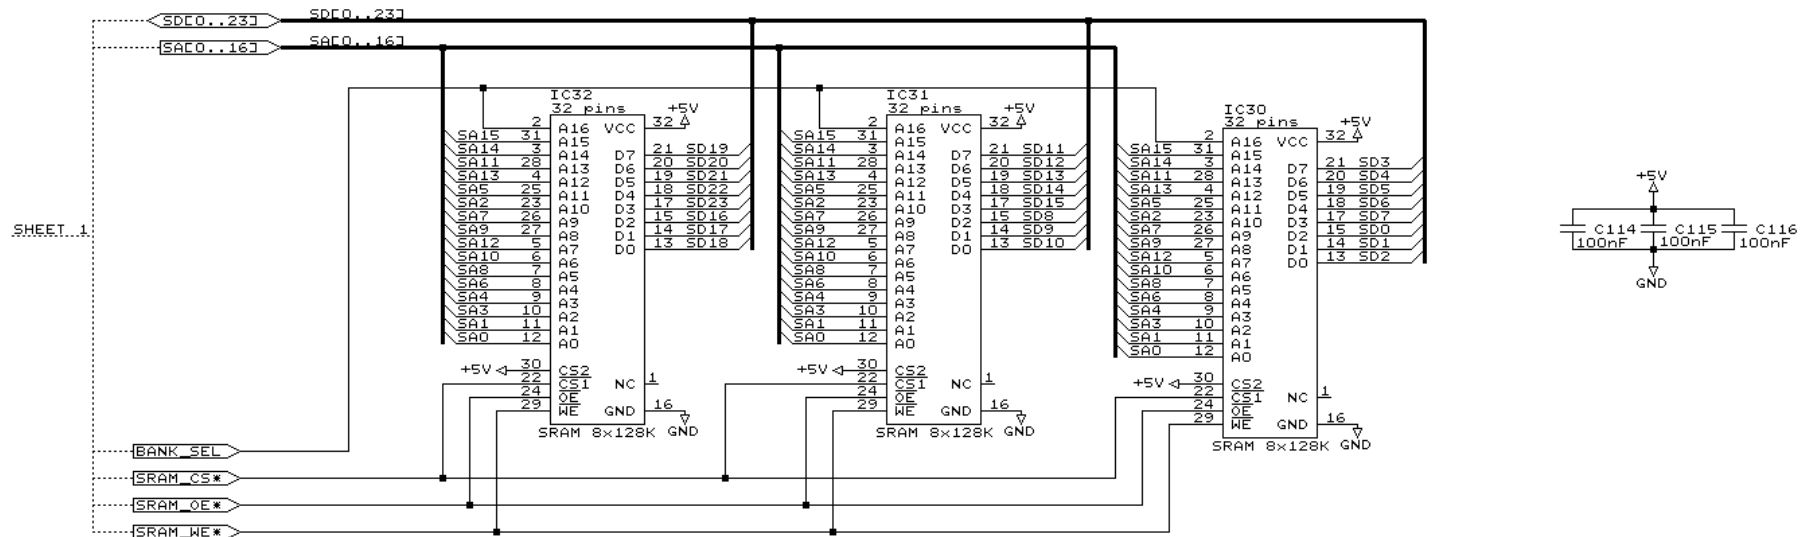 SD[0..23] SD[0..23]
SA[0..16] SA[0..16]
SHEET 1
IC32
32 pins +5V
2 A16 VCC 32
SA15 31 A15
SA14 3 A14 D7 21 SD19
SA11 28 A13 D6 20 SD20
SA13 4 A12 D5 19 SD21
SA5 25 A11 D4 18 SD22
SA2 23 A10 D3 17 SD23
SA7 26 A9 D2 15 SD16
SA9 27 A8 D1 14 SD17
SA12 5 A7 D0 13 SD18
SA10 6 A6
SA8 7 A5
SA6 8 A4
SA4 9 A3
SA3 10 A2
SA1 11 A1
SA0 12 A0
+5V 30 CS2
22 CS1 NC 1
24 OE
29 WE GND 16
SRAM 8x128K GND
IC31
32 pins +5V
2 A16 VCC 32
SA15 31 A15
SA14 3 A14 D7 21 SD11
SA11 28 A13 D6 20 SD12
SA13 4 A12 D5 19 SD13
SA5 25 A11 D4 18 SD14
SA2 23 A10 D3 17 SD15
SA7 26 A9 D2 15 SD8
SA9 27 A8 D1 14 SD9
SA12 5 A7 D0 13 SD10
SA10 6 A6
SA8 7 A5
SA6 8 A4
SA4 9 A3
SA3 10 A2
SA1 11 A1
SA0 12 A0
+5V 30 CS2
22 CS1 NC 1
24 OE
29 WE GND 16
SRAM 8x128K GND
IC30
32 pins +5V
2 A16 VCC 32
SA15 31 A15
SA14 3 A14 D7 21 SD3
SA11 28 A13 D6 20 SD4
SA13 4 A12 D5 19 SD5
SA5 25 A11 D4 18 SD6
SA2 23 A10 D3 17 SD7
SA7 26 A9 D2 15 SD0
SA9 27 A8 D1 14 SD1
SA12 5 A7 D0 13 SD2
SA10 6 A6
SA8 7 A5
SA6 8 A4
SA4 9 A3
SA3 10 A2
SA1 11 A1
SA0 12 A0
+5V 30 CS2
22 CS1 NC 1
24 OE
29 WE GND 16
SRAM 8x128K GND
+5V
C114 C115 C116
100nF 100nF 100nF
GND
BANK_SEL
SRAM_CS*
SRAM_OE*
SRAM_WE*